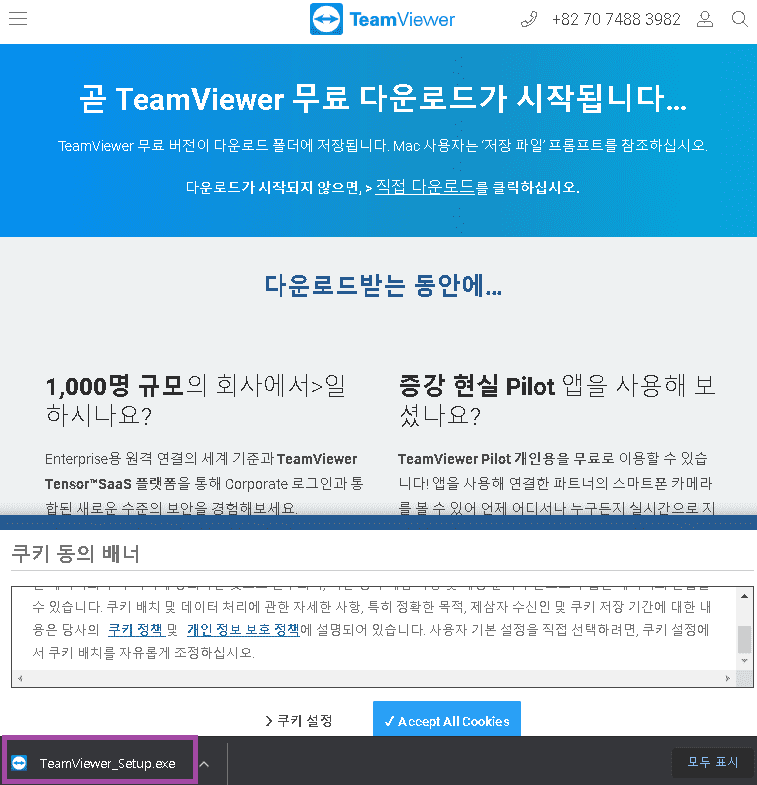 TeamViewer
+82 70 7488 3982
곧 TeamViewer 무료 다운로드가 시작됩니다...
TeamViewer 무료 버전이 다운로드 폴더에 저장됩니다. Mac 사용자는 '저장 파일' 프롬프트를 참조하십시오.
다운로드가 시작되지 않으면, > 직접 다운로드를 클릭하십시오.
다운로드받는 동안에...
1,000명 규모의 회사에서>일
하시나요?
Enterprise용 원격 연결의 세계 기준과 TeamViewer
Tensor™SaaS 플랫폼을 통해 Corporate 로그인과 통
합된 새로운 수준의 보안을 경험해보세요.
증강 현실 Pilot 앱을 사용해 보
셨나요?
TeamViewer Pilot 개인용을 무료로 이용할 수 있습
니다! 앱을 사용해 연결한 파트너의 스마트폰 카메라
를 볼 수 있어 언제 어디서나 누구든지 실시간으로 지
쿠키 동의 배너
수 있습니다. 쿠키 배치 및 데이터 처리에 관한 자세한 사항, 특히 정확한 목적, 제삼자 수신인 및 쿠키 저장 기간에 대한 내
용은 당사의 쿠키 정책 및 개인 정보 보호 정책에 설명되어 있습니다. 사용자 기본 설정을 직접 선택하려면, 쿠키 설정에
서 쿠키 배치를 자유롭게 조정하십시오.
> 쿠키 설정
✓ Accept All Cookies
TeamViewer_Setup.exe
모두 표시